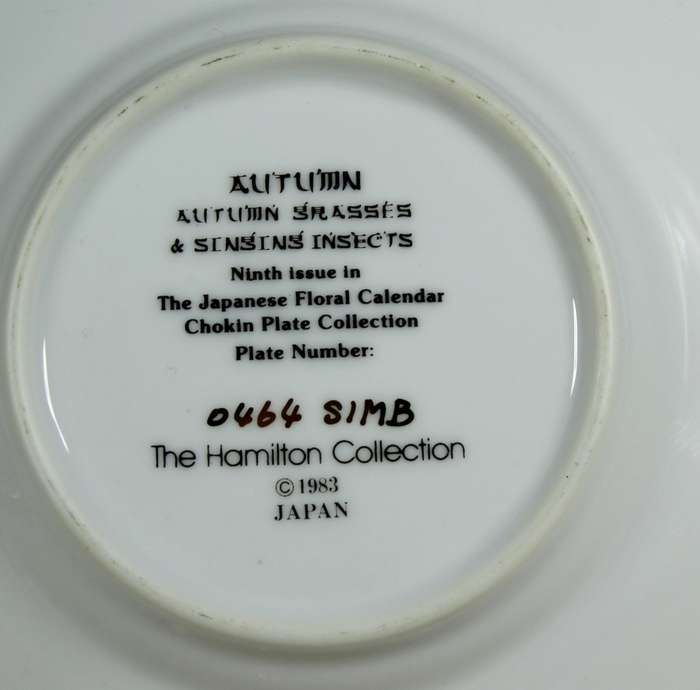 AUTUMN
AUTUMN GRASSES
& SINGING INSECTS
Ninth issue in
The Japanese Floral Calendar
Chokin Plate Collection
Plate Number:
0464 SIMB
The Hamilton Collection
© 1983
JAPAN